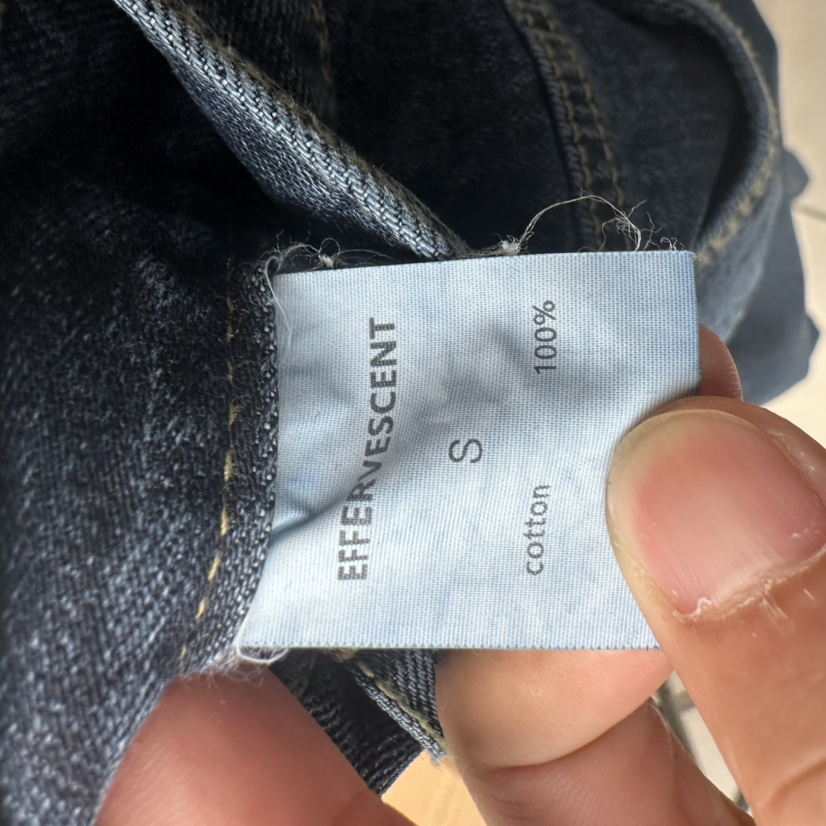 EFFERVESCENT
S
cotton 100%